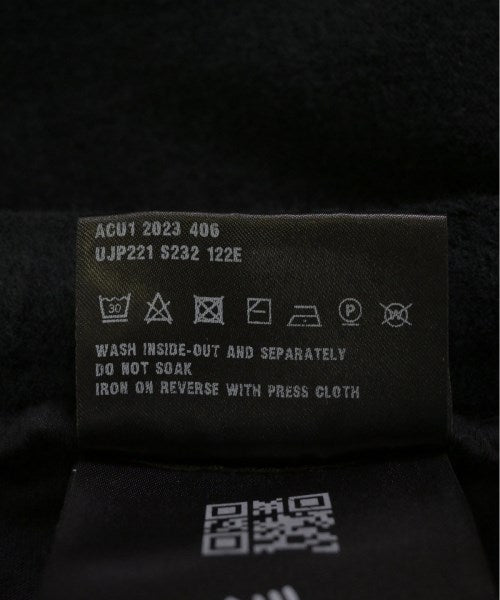 ACU1 2023 406
UJP221 S232 122E
30 P W
WASH INSIDE-OUT AND SEPARATELY
DO NOT SOAK
IRON ON REVERSE WITH PRESS CLOTH